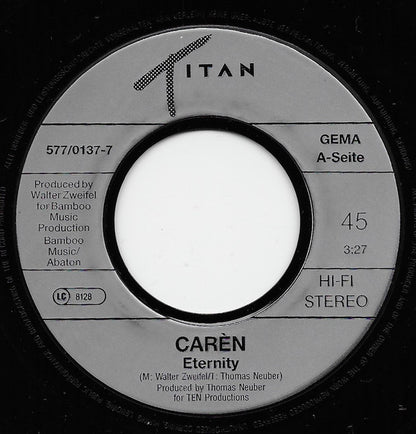 TITAN
577/0137-7
GEMA
A-Seite
Produced by
Walter Zweifel
for Bamboo
Music
Production
Bamboo
Music/
Abaton
LC 8128
45
3:27
HI-FI
STEREO
CARÈN
Eternity
(M: Walter Zweifel/T: Thomas Neuber)
Produced by Thomas Neuber
for TEN Productions